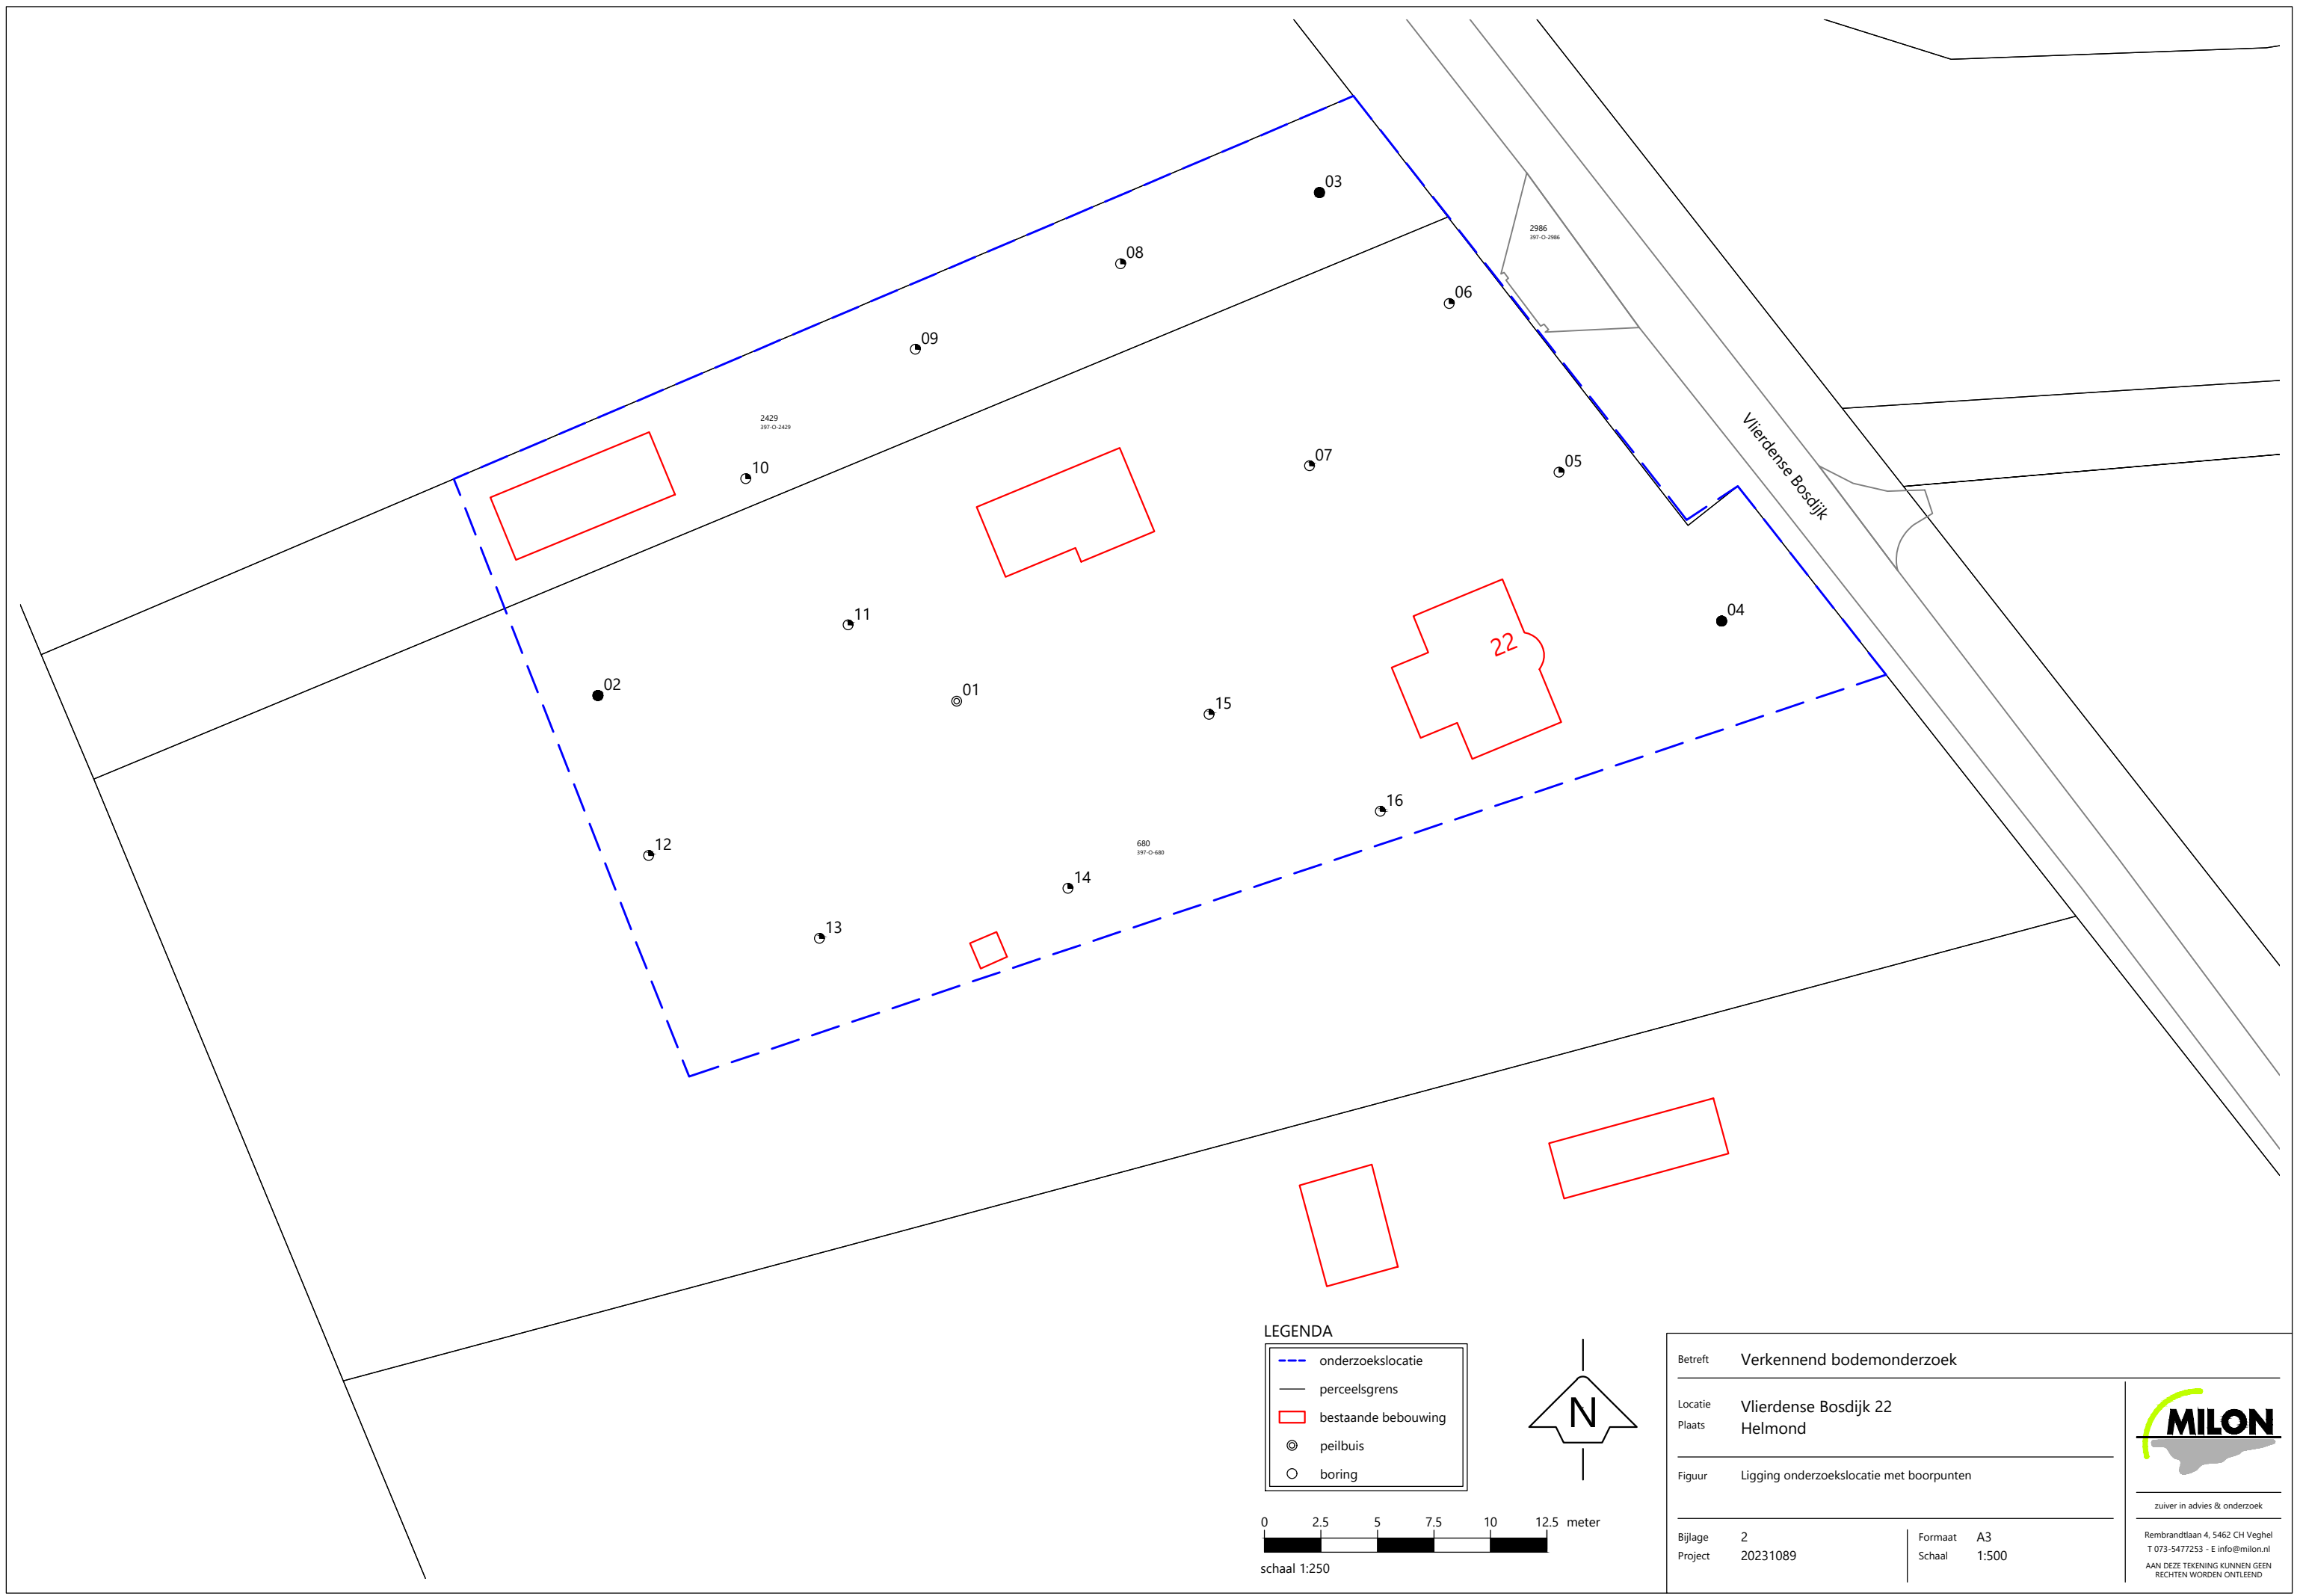 03
2986
397-O-2986
08
06
09
2429
397-O-2429
Vlierdense Bosdijk
10
07
05
11
04
22
02
01
15
16
12
680
397-O-680
14
13
LEGENDA
onderzoekslocatie
perceelsgrens
bestaande bebouwing
peilbuis
boring
N
0 2.5 5 7.5 10 12.5 meter
schaal 1:250
Betreft Verkennend bodemonderzoek
Locatie Vlierdense Bosdijk 22
Plaats Helmond
Figuur Ligging onderzoekslocatie met boorpunten
Bijlage 2
Project 20231089
Formaat A3
Schaal 1:500
MILON
zuiver in advies & onderzoek
Rembrandtlaan 4, 5462 CH Veghel
T 073-5477253 - E info@milon.nl
AAN DEZE TEKENING KUNNEN GEEN
RECHTEN WORDEN ONTLEEND